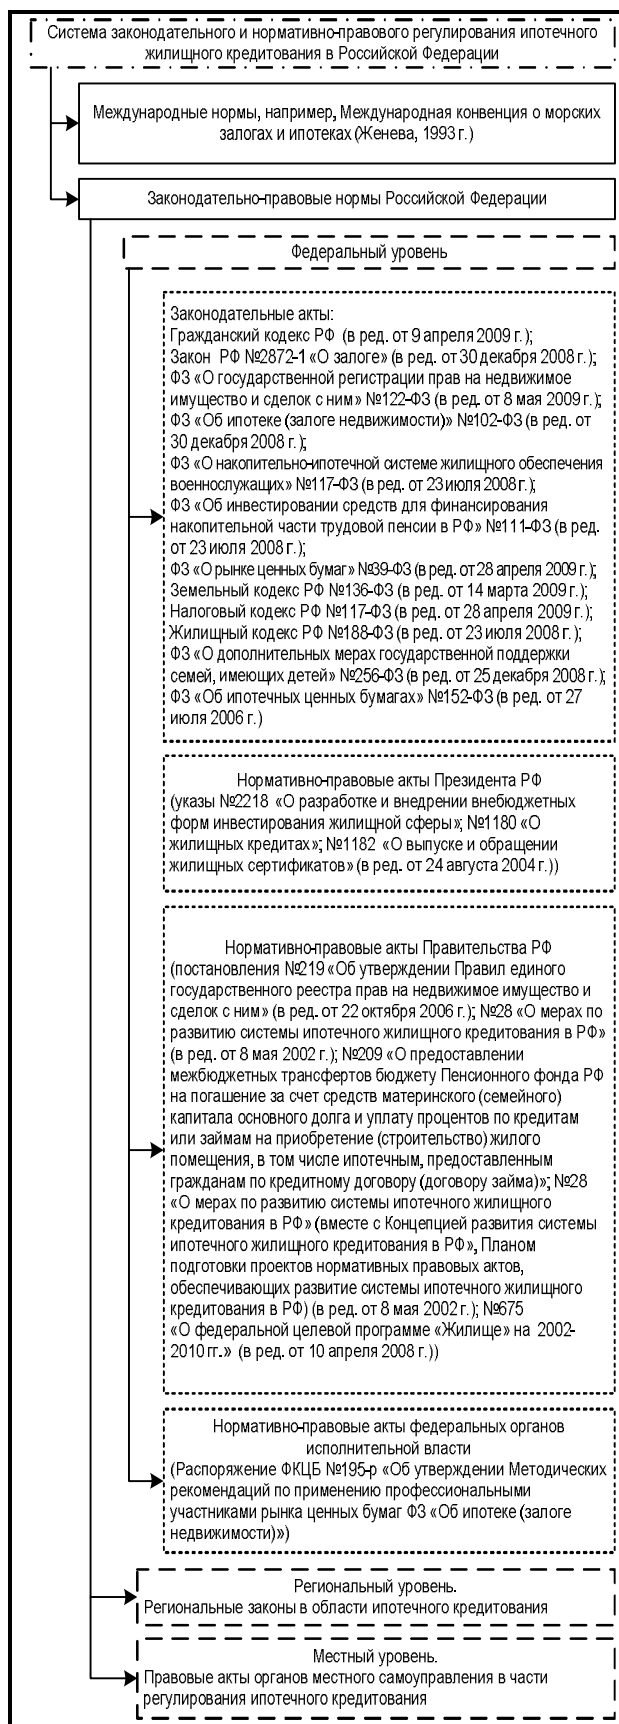 Система законодательного и нормативно-правового регулирования ипотечного
жилищного кредитования в Российской Федерации
Международные нормы, например, Международная конвенция о морских
залогах и ипотеках (Женева, 1993 г.)
Законодательно-правовые нормы Российской Федерации
Федеральный уровень
Законодательные акты:
Гражданский кодекс РФ (в ред. от 9 апреля 2009 г.);
Закон РФ №2872-1 «О залоге» (в ред. от 30 декабря 2008 г.);
ФЗ «О государственной регистрации прав на недвижимое
имущество и сделок с ним» №122-ФЗ (в ред. от 8 мая 2009 г.);
ФЗ «Об ипотеке (залоге недвижимости)» №102-ФЗ (в ред. от
30 декабря 2008 г.);
ФЗ «О накопительно-ипотечной системе жилищного обеспечения
военнослужащих» №117-ФЗ (в ред. от 23 июля 2008 г.);
ФЗ «Об инвестировании средств для финансирования
накопительной части трудовой пенсии в РФ» №111-ФЗ (в ред.
от 23 июля 2008 г.);
ФЗ «О рынке ценных бумаг» №39-ФЗ (в ред. от 28 апреля 2009 г.);
Земельный кодекс РФ №136-ФЗ (в ред. от 14 марта 2009 г.);
Налоговый кодекс РФ №117-ФЗ (в ред. от 28 апреля 2009 г.);
Жилищный кодекс РФ №188-ФЗ (в ред. от 23 июля 2008 г.);
ФЗ «О дополнительных мерах государственной поддержки
семей, имеющих детей» №256-ФЗ (в ред. от 25 декабря 2008 г.);
ФЗ «Об ипотечных ценных бумагах» №152-ФЗ (в ред. от 27
июля 2006 г.)
Нормативно-правовые акты Президента РФ
(указы №2218 «О разработке и внедрении внебюджетных
форм инвестирования жилищной сферы»; №1180 «О
жилищных кредитах»; №1182 «О выпуске и обращении
жилищных сертификатов» (в ред. от 24 августа 2004 г.))
Нормативно-правовые акты Правительства РФ
(постановления №219 «Об утверждении Правил единого
государственного реестра прав на недвижимое имущество и
сделок с ним» (в ред. от 22 октября 2006 г.); №28 «О мерах по
развитию системы ипотечного жилищного кредитования в РФ»
(в ред. от 8 мая 2002 г.); №209 «О предоставлении
межбюджетных трансфертов бюджету Пенсионного фонда РФ
на погашение за счет средств материнского (семейного)
капитала основного долга и уплату процентов по кредитам
или займам на приобретение (строительство) жилого
помещения, в том числе ипотечным, предоставленным
гражданам по кредитному договору (договору займа)»; №28
«О мерах по развитию системы ипотечного жилищного
кредитования в РФ» (вместе с Концепцией развития системы
ипотечного жилищного кредитования в РФ», Планом
подготовки проектов нормативных правовых актов,
обеспечивающих развитие системы ипотечного жилищного
кредитования в РФ) (в ред. от 8 мая 2002 г.); №675
«О федеральной целевой программе «Жилище» на 2002-
2010 гг.» (в ред. от 10 апреля 2008 г.))
Нормативно-правовые акты федеральных органов
исполнительной власти
(Распоряжение ФКЦБ №195-р «Об утверждении Методических
рекомендаций по применению профессиональными
участниками рынка ценных бумаг ФЗ «Об ипотеке (залоге
недвижимости)»)
Региональный уровень.
Региональные законы в области ипотечного кредитования
Местный уровень.
Правовые акты органов местного самоуправления в части
регулирования ипотечного кредитования